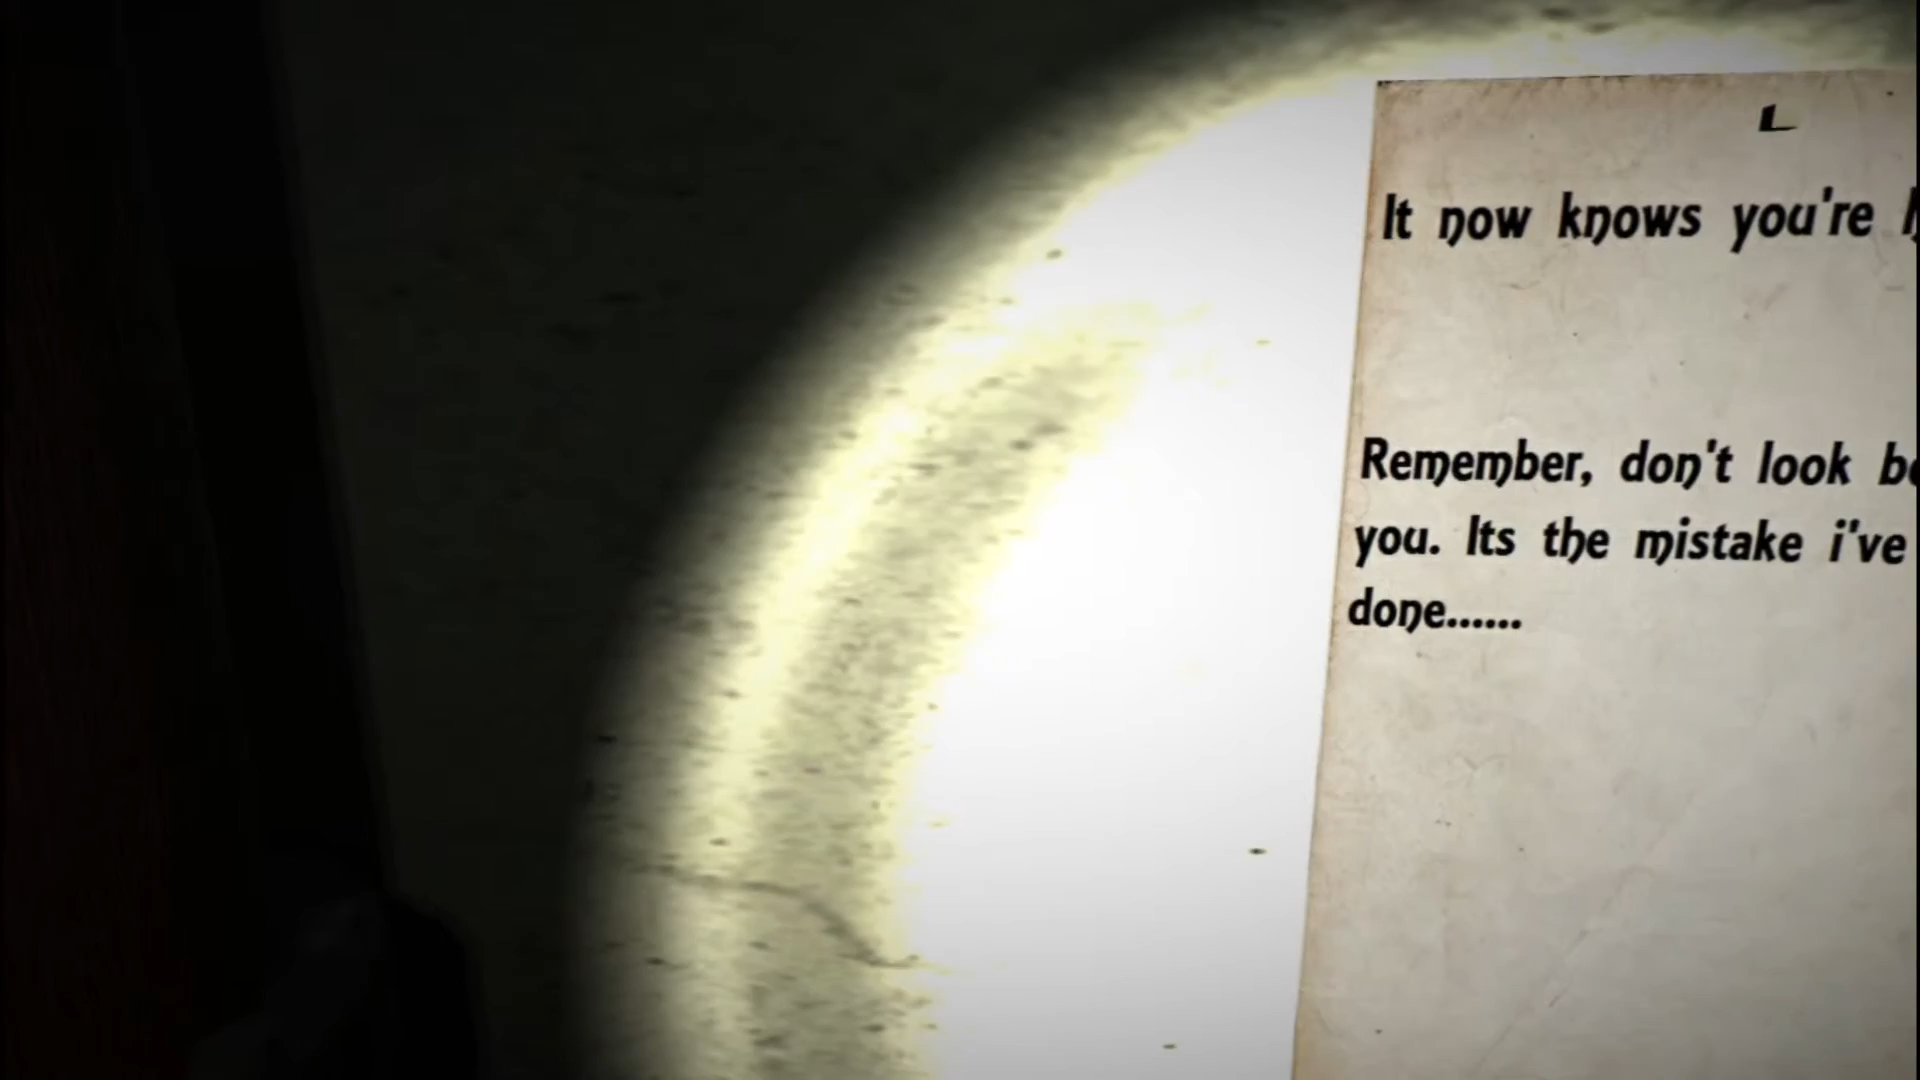 L
It now knows you're
Remember, don't look
you. Its the mistake i've
done......